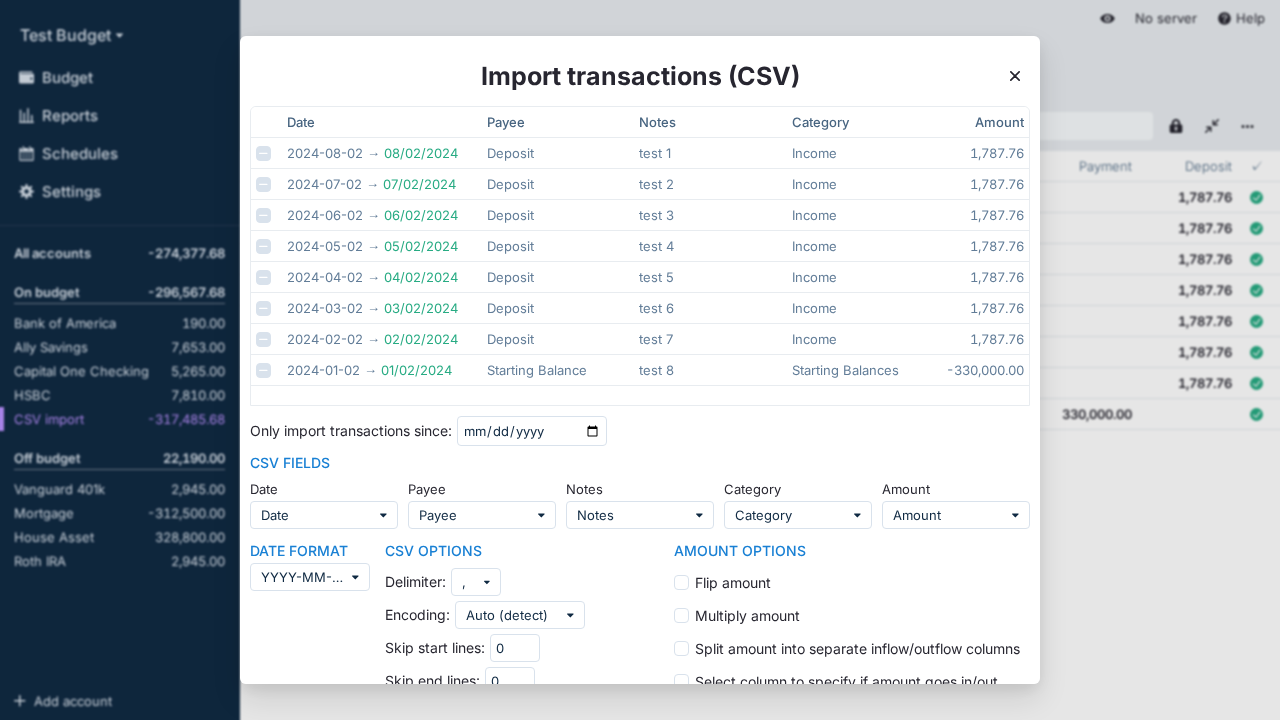 Test Budget
No server
Help
Budget
Reports
Schedules
Settings
All accounts -274,377.68
On budget -296,567.68
Bank of America 190.00
Ally Savings 7,653.00
Capital One Checking 5,265.00
HSBC 7,810.00
CSV import -317,485.68
Off budget 22,190.00
Vanguard 401k 2,945.00
Mortgage -312,500.00
House Asset 328,800.00
Roth IRA 2,945.00
Add account
Import transactions (CSV)
Date Payee Notes Category Amount
2024-08-02 → 08/02/2024 Deposit test 1 Income 1,787.76
2024-07-02 → 07/02/2024 Deposit test 2 Income 1,787.76
2024-06-02 → 06/02/2024 Deposit test 3 Income 1,787.76
2024-05-02 → 05/02/2024 Deposit test 4 Income 1,787.76
2024-04-02 → 04/02/2024 Deposit test 5 Income 1,787.76
2024-03-02 → 03/02/2024 Deposit test 6 Income 1,787.76
2024-02-02 → 02/02/2024 Deposit test 7 Income 1,787.76
2024-01-02 → 01/02/2024 Starting Balance test 8 Starting Balances -330,000.00
Only import transactions since: mm/dd/yyyy
CSV FIELDS
Date Payee Notes Category Amount
Date Payee Notes Category Amount
DATE FORMAT
YYYY-MM-...
CSV OPTIONS
Delimiter: ,
Encoding: Auto (detect)
Skip start lines: 0
Skip end lines: 0
AMOUNT OPTIONS
Flip amount
Multiply amount
Split amount into separate inflow/outflow columns
Select column to specify if amount goes in/out
Payment Deposit ✓
1,787.76
1,787.76
1,787.76
1,787.76
1,787.76
1,787.76
1,787.76
330,000.00